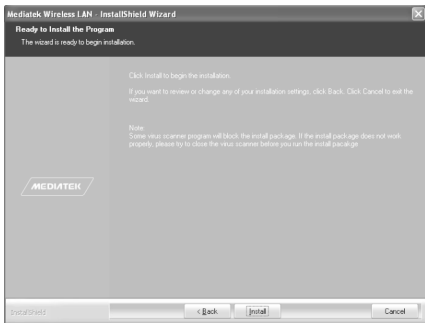 Mediatek Wireless LAN - InstallShield Wizard
Ready to Install the Program
The wizard is ready to begin installation.
Click Install to begin the installation.
If you want to review or change any of your installation settings, click Back. Click Cancel to exit the
wizard.
Note:
Some virus scanner program will block the install package. If the install package does not work
properly, please try to close the virus scanner before you run the install pacakge
MEDIATEK
InstallShield
< Back
Install
Cancel